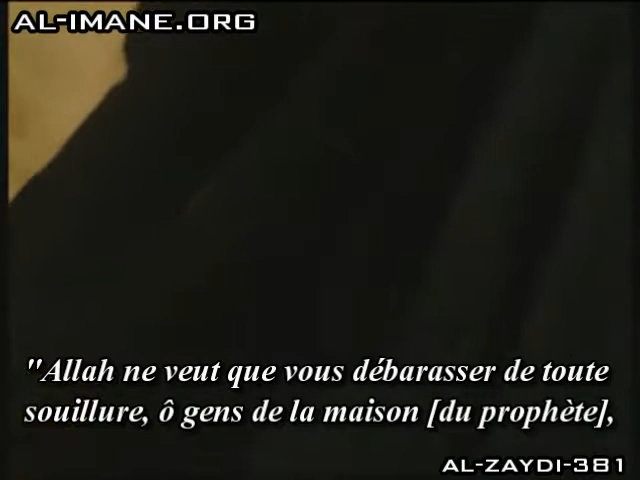 AL-IMANE.ORG
"Allah ne veut que vous débarasser de toute
souillure, ô gens de la maison [du prophète],
AL-ZAYDI-381